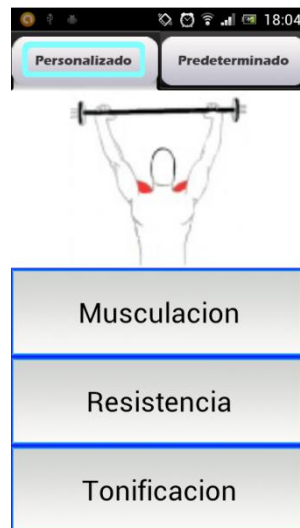 18:04
Personalizado
Predeterminado
Musculacion
Resistencia
Tonificacion